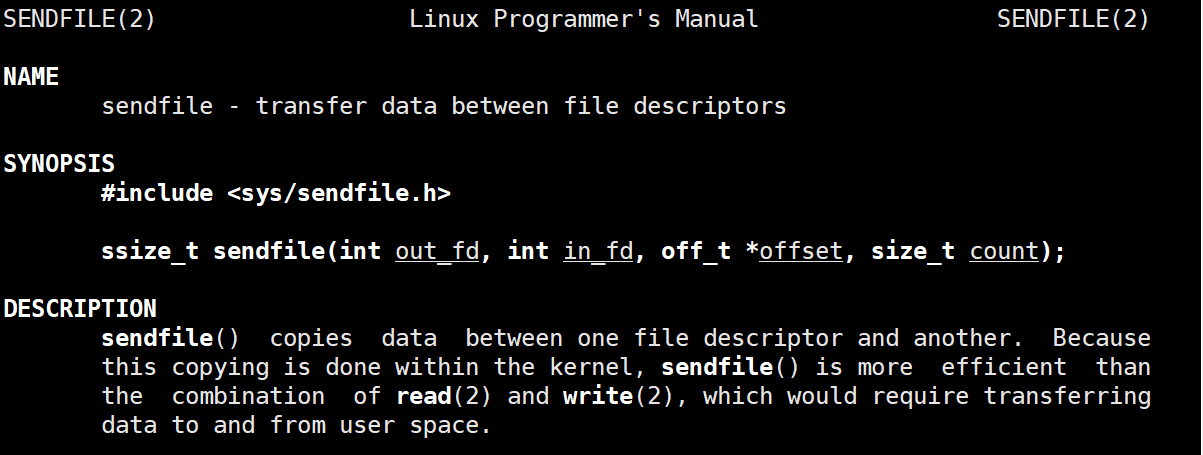 SENDFILE(2) Linux Programmer's Manual SENDFILE(2)
NAME
sendfile - transfer data between file descriptors
SYNOPSIS
#include <sys/sendfile.h>
ssize_t sendfile(int out_fd, int in_fd, off_t *offset, size_t count);
DESCRIPTION
sendfile() copies data between one file descriptor and another. Because
this copying is done within the kernel, sendfile() is more efficient than
the combination of read(2) and write(2), which would require transferring
data to and from user space.